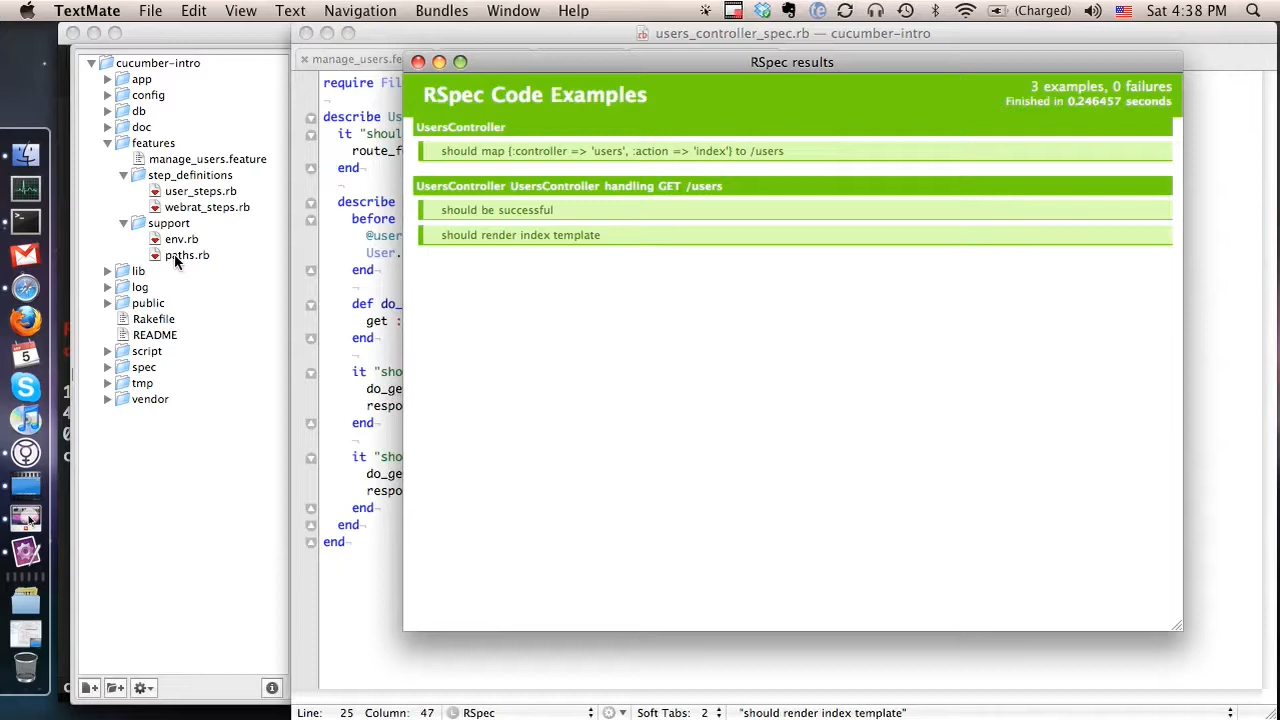 TextMate File Edit View Text Navigation Bundles Window Help (Charged) Sat 4:38 PM
users_controller_spec.rb — cucumber-intro
cucumber-intro
app
config
db
doc
features
manage_users.feature
step_definitions
user_steps.rb
webrat_steps.rb
support
env.rb
paths.rb
lib
log
public
Rakefile
README
script
spec
tmp
vendor
manage_users.fe
require Fil
describe Us
it "shoul
route_f
end
describe
before
@user
User.
end
def do_
get :
end
it "sho
do_ge
respo
end
it "sho
do_ge
respo
end
end
end
RSpec results
RSpec Code Examples
3 examples, 0 failures
Finished in 0.246457 seconds
UsersController
should map {:controller => 'users', :action => 'index'} to /users
UsersController UsersController handling GET /users
should be successful
should render index template
Line: 25 Column: 47 RSpec Soft Tabs: 2 "should render index template"
5